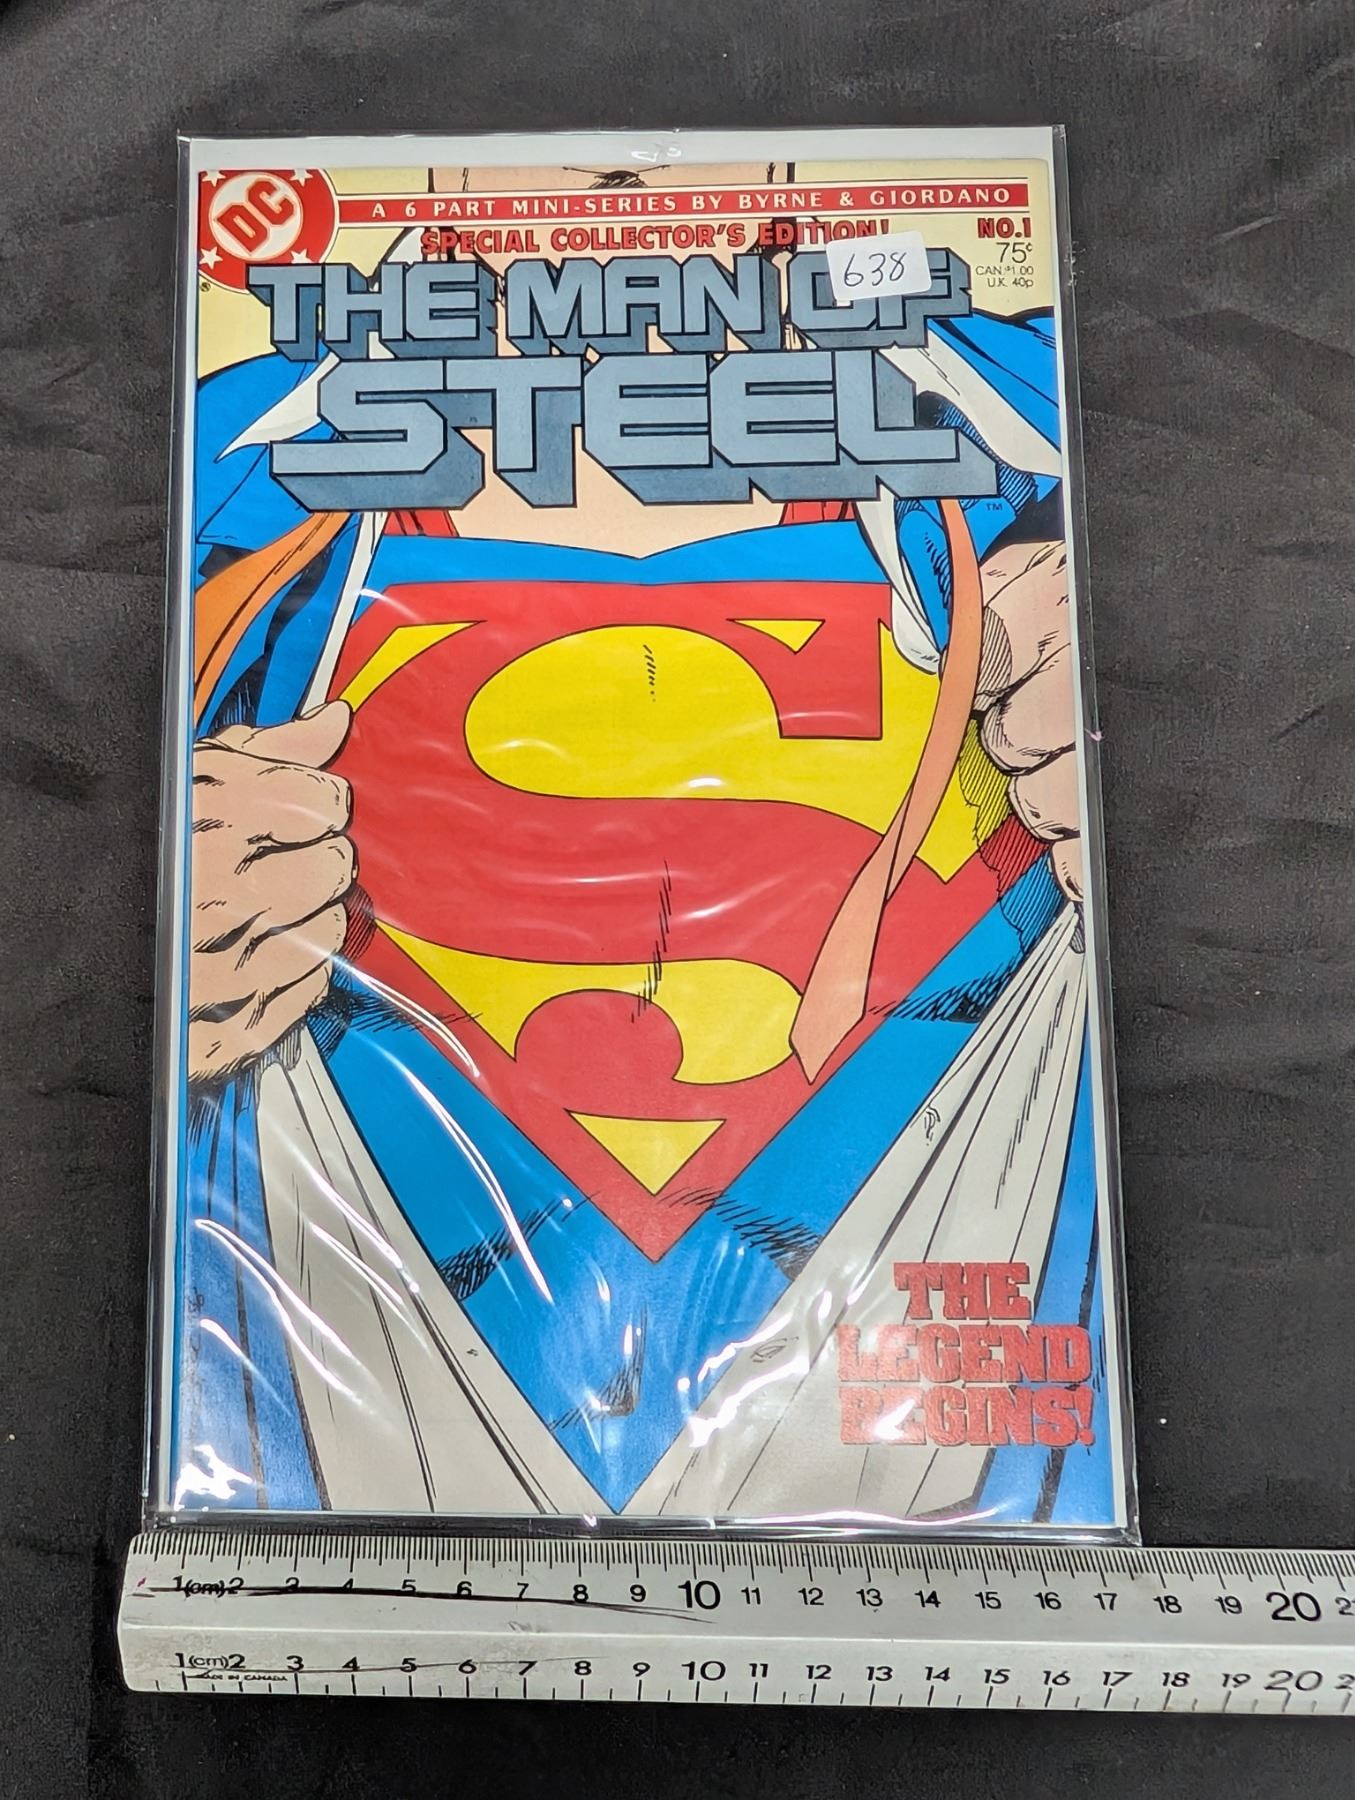 DC
A 6 PART MINI-SERIES BY BYRNE & GIORDANO
SPECIAL COLLECTOR'S EDITION!
NO.1
75¢
CAN. $1.00
U.K. 40p
®
638
THE MAN OF
STEEL
TM
THE
LEGEND
BEGINS!
1(cm)2 3 4 5 6 7 8 9 10 11 12 13 14 15 16 17 18 19 20 2
1(cm)2 3 4 5 6 7 8 9 10 11 12 13 14 15 16 17 18 19 20 2
MADE IN CANADA